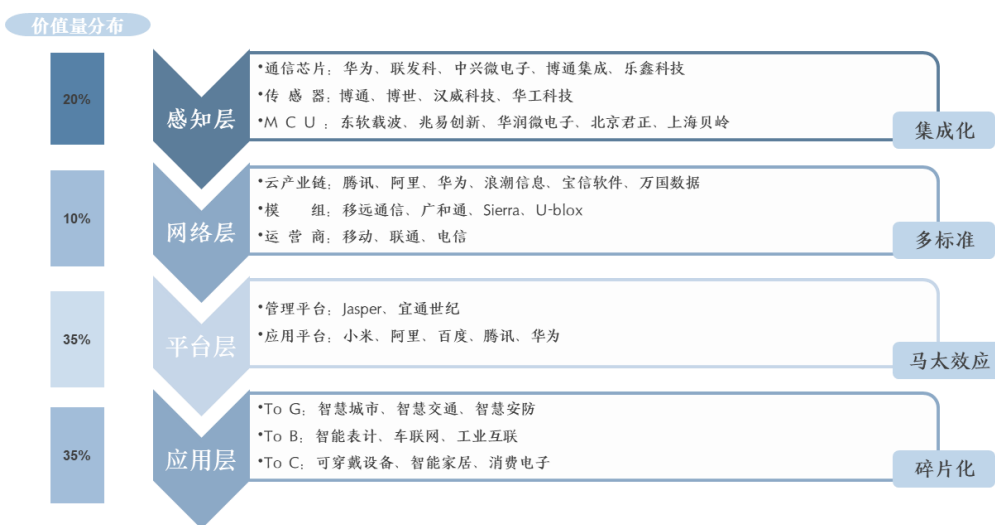 价值量分布
20%
感知层
•通信芯片：华为、联发科、中兴微电子、博通集成、乐鑫科技
•传 感 器：博通、博世、汉威科技、华工科技
•M C U ：东软载波、兆易创新、华润微电子、北京君正、上海贝岭
集成化
10%
网络层
•云产业链：腾讯、阿里、华为、浪潮信息、宝信软件、万国数据
•模 组：移远通信、广和通、Sierra、U-blox
•运 营 商：移动、联通、电信
多标准
35%
平台层
•管理平台：Jasper、宜通世纪
•应用平台：小米、阿里、百度、腾讯、华为
马太效应
35%
应用层
•To G：智慧城市、智慧交通、智慧安防
•To B：智能表计、车联网、工业互联
•To C：可穿戴设备、智能家居、消费电子
碎片化